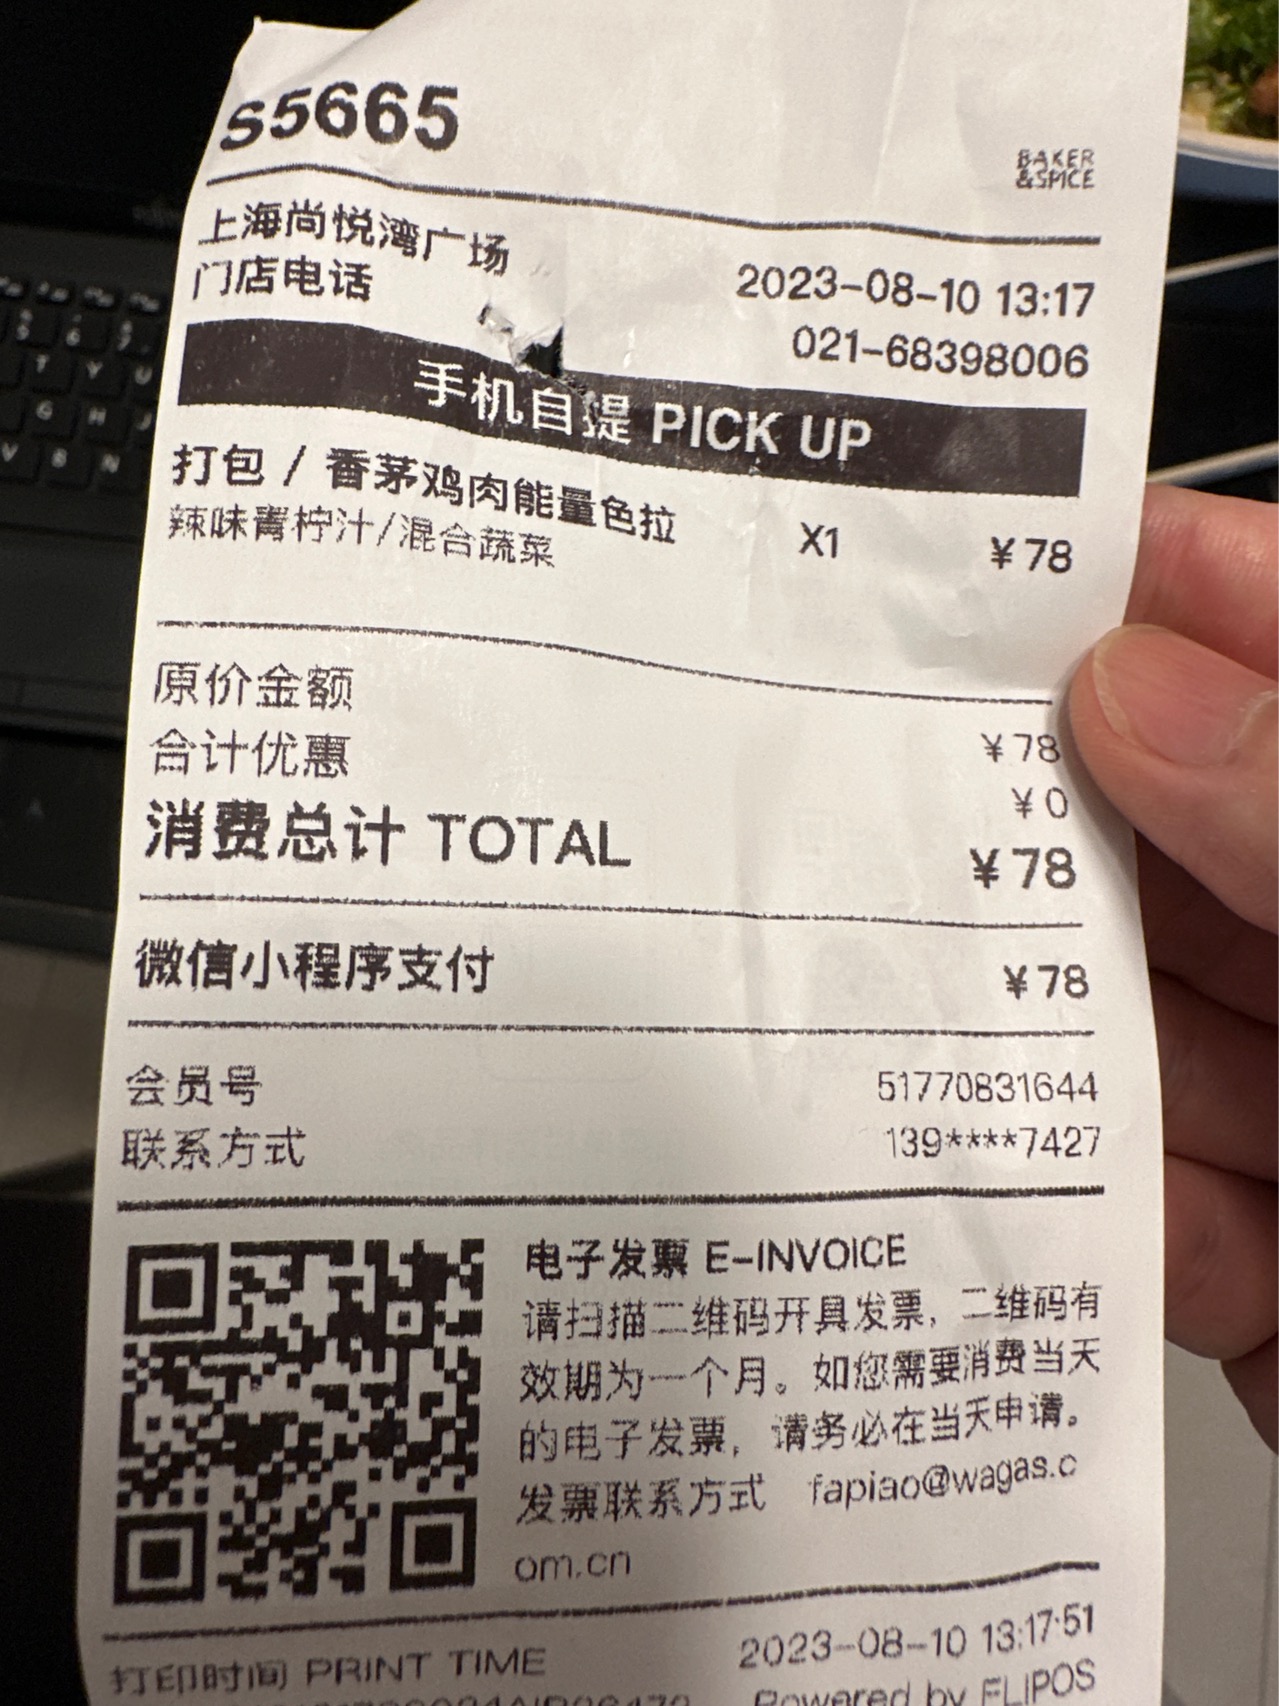 S5665
BAKER
&SPICE
上海尚悦湾广场 2023-08-10 13:17
门店电话 021-68398006
手机自提 PICK UP
打包 / 香茅鸡肉能量色拉 X1 ¥78
辣味青柠汁/混合蔬菜
原价金额 ¥78
合计优惠 ¥0
消费总计 TOTAL ¥78
微信小程序支付 ¥78
会员号 51770831644
联系方式 139****7427
电子发票 E-INVOICE
请扫描二维码开具发票，二维码有
效期为一个月。如您需要消费当天
的电子发票，请务必在当天申请。
发票联系方式 fapiao@wagas.c
om.cn
打印时间 PRINT TIME 2023-08-10 13:17:51
Powered by FLIPOS